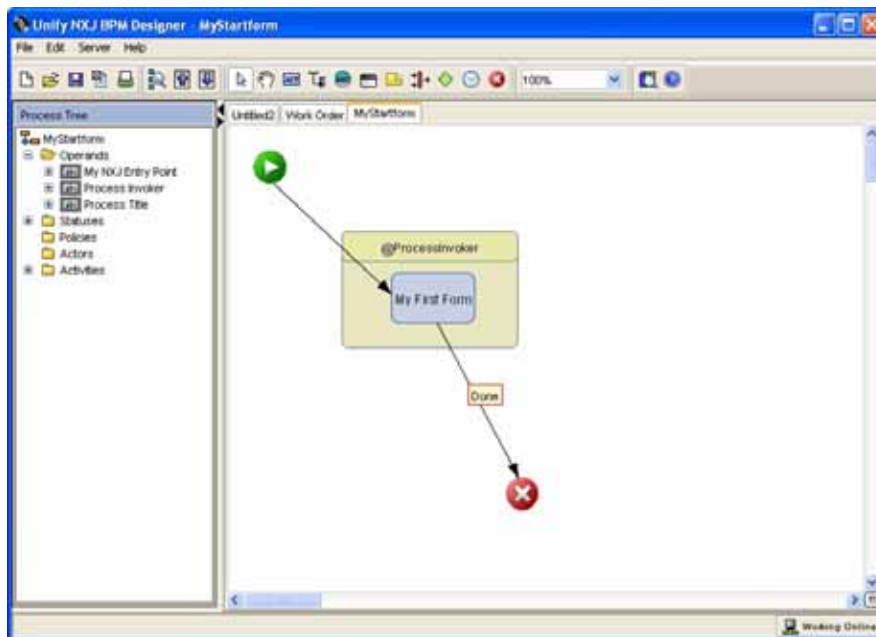 Unify NXJ BPM Designer - MyStartform
File Edit Server Help
100%
Process Tree
Untitled2 Work Order MyStartform
MyStartform
Operands
My NXJ Entry Point
Process Invoker
Process Title
Statuses
Policies
Actors
Activities
@ProcessInvoker
My First Form
Done
Working Online